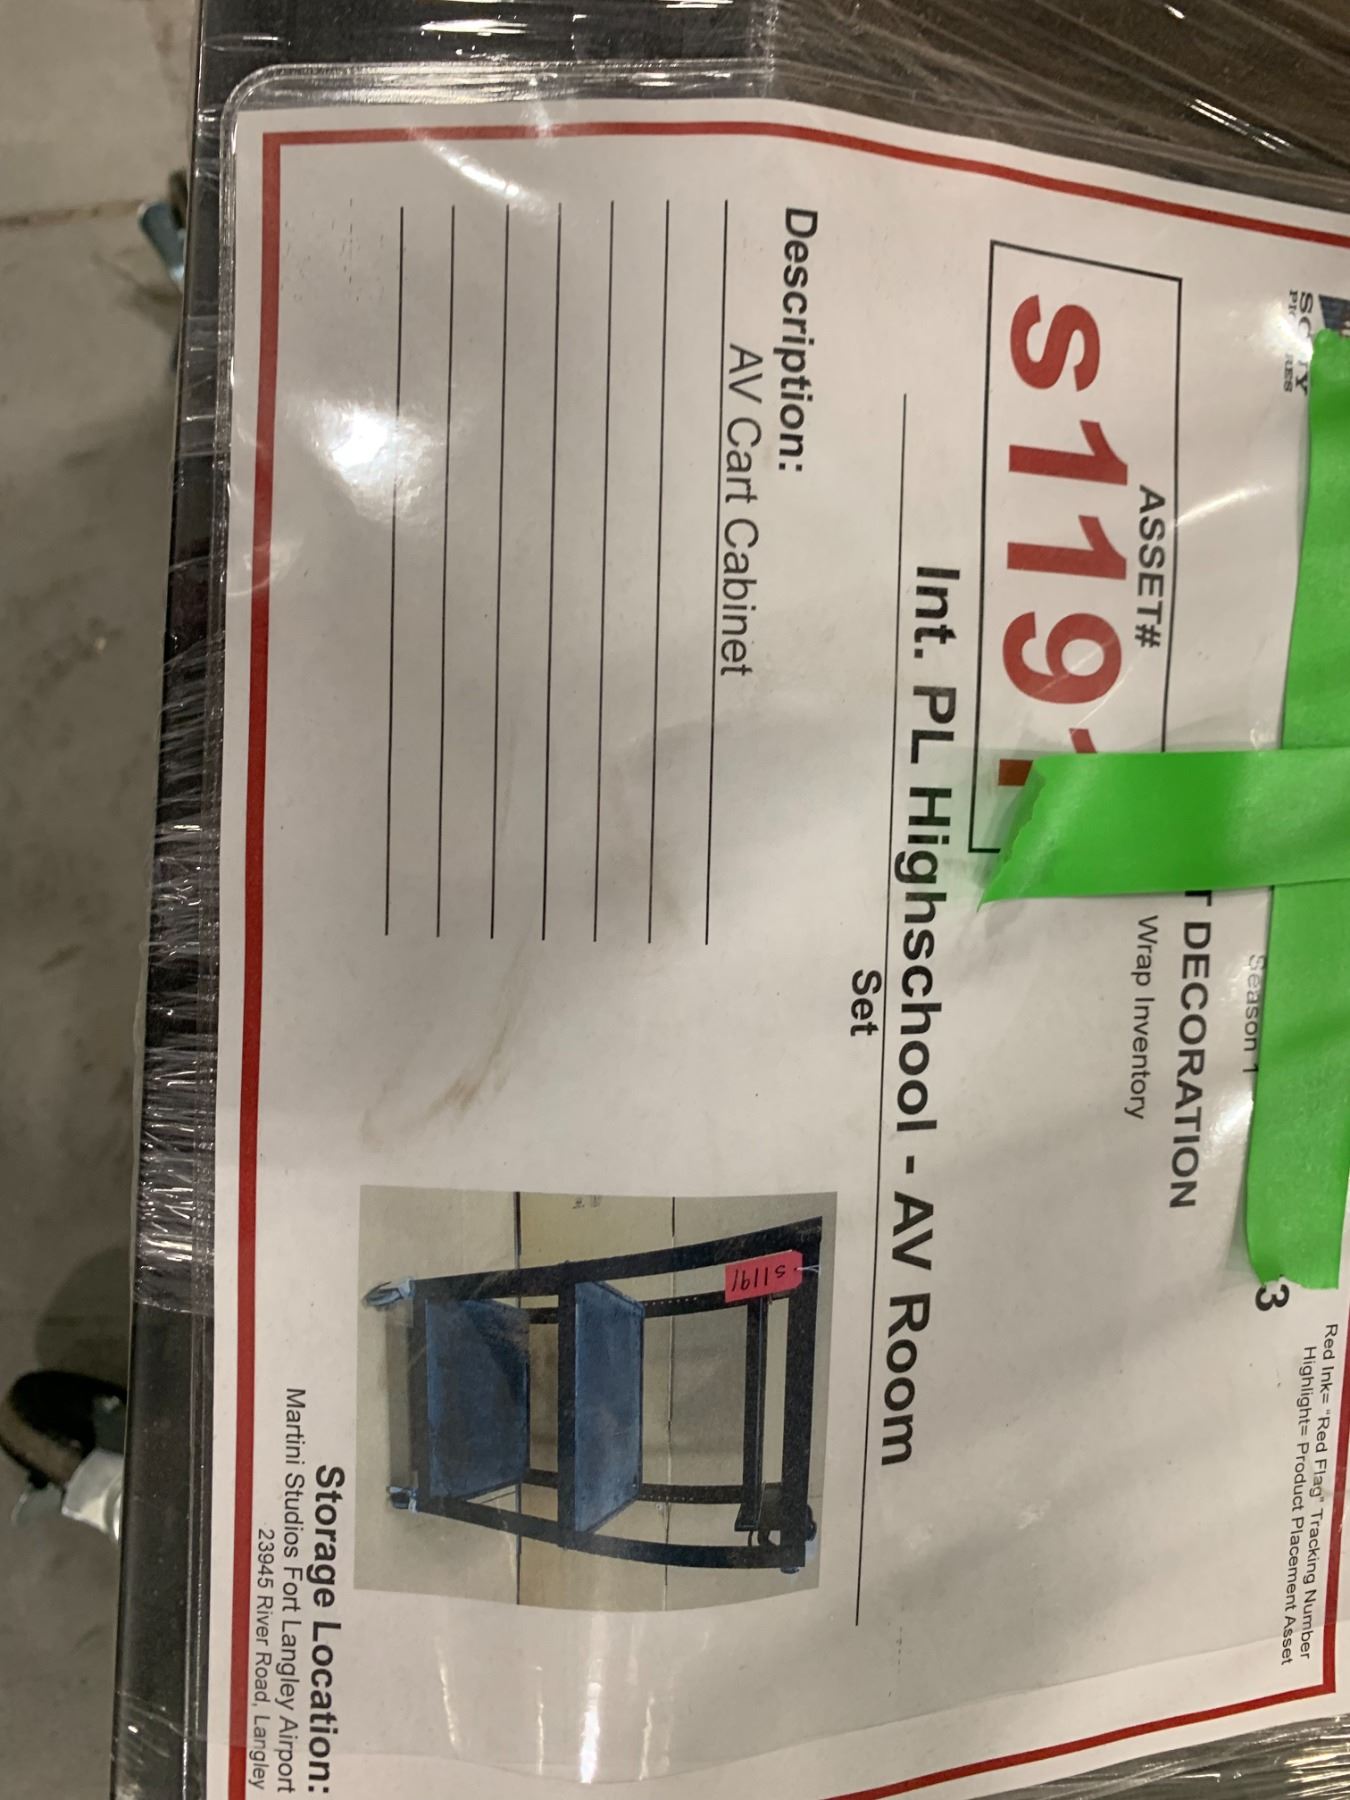 Red Ink= "Red Flag" Tracking Number
Highlight= Product Placement Asset
3
Season 1
DECORATION
Wrap Inventory
ASSET#
S119
Int. PL Highschool - AV Room
Set
Description:
AV Cart Cabinet
S1191
Storage Location:
Martini Studios Fort Langley Airport
23945 River Road, Langley